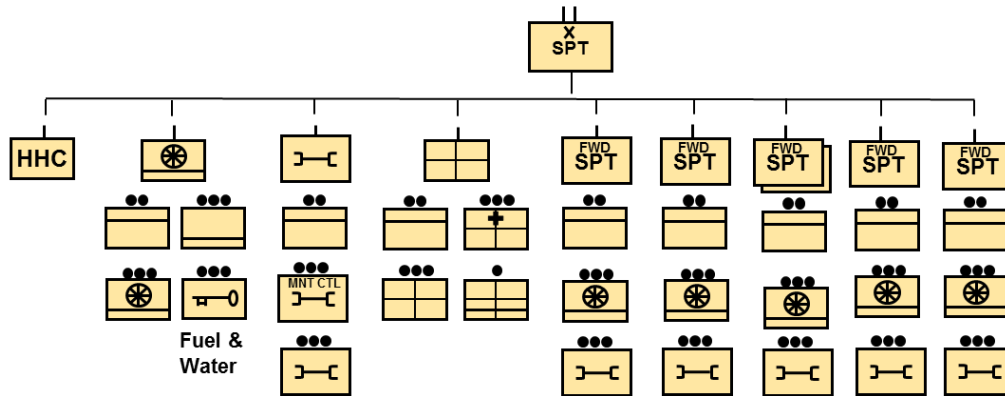 X
SPT
HHC
FWD
SPT
FWD
SPT
FWD
SPT
FWD
SPT
FWD
SPT
MNT CTL
Fuel &
Water